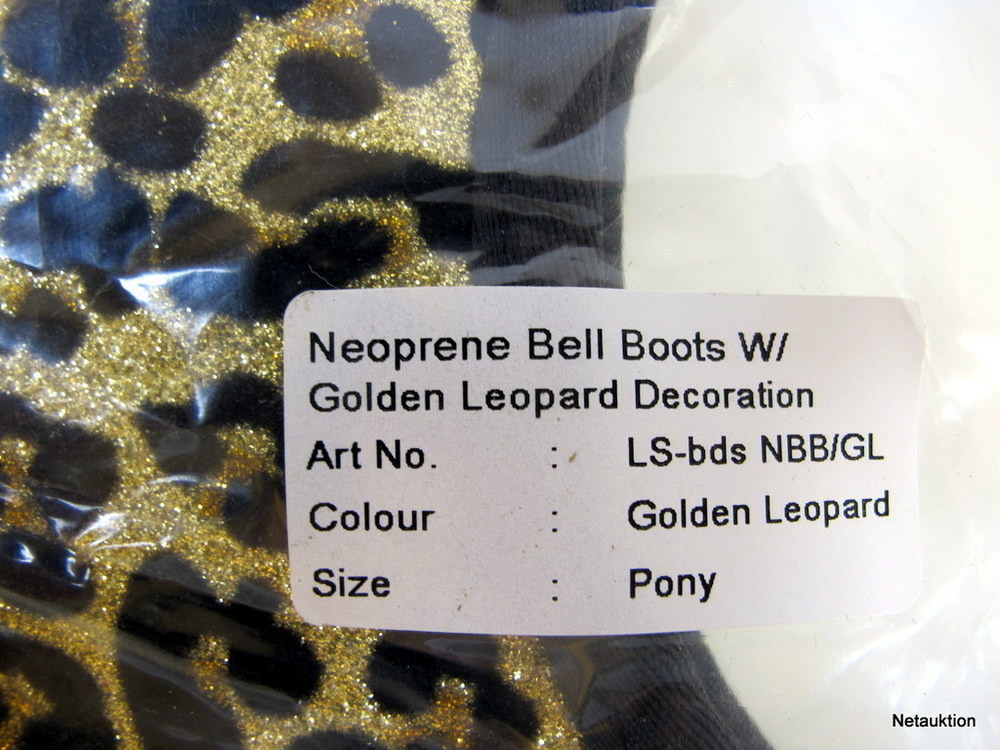 Neoprene Bell Boots W/
Golden Leopard Decoration
Art No. : LS-bds NBB/GL
Colour : Golden Leopard
Size : Pony
Netauktion